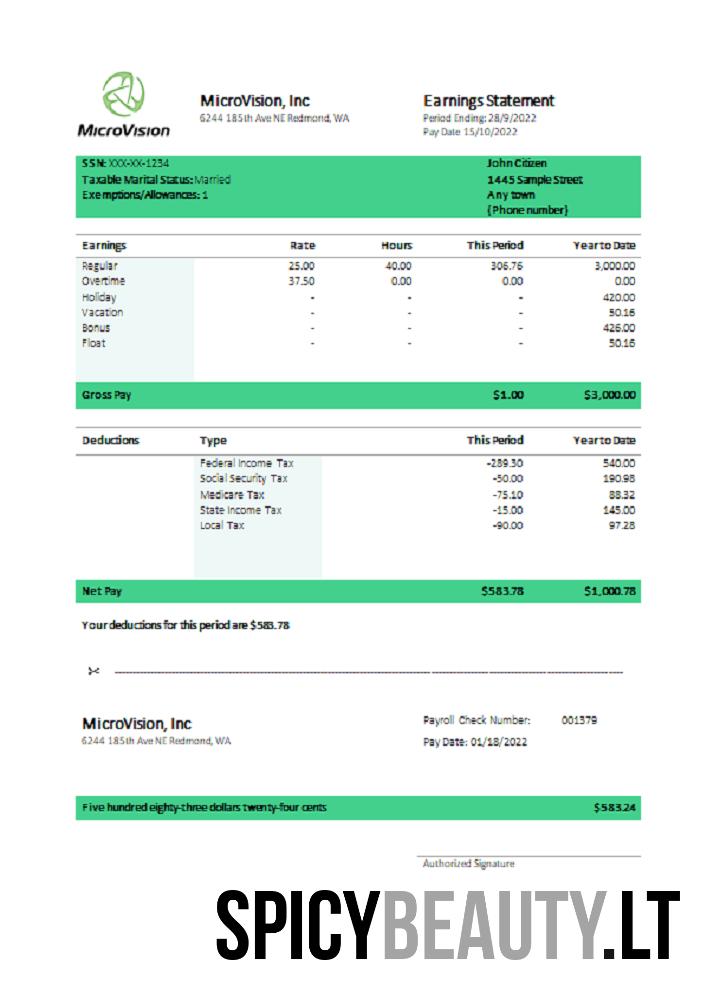 MicroVision
MicroVision, Inc
6244 185th Ave NE Redmond, WA
Earnings Statement
Period Ending: 28/9/2022
Pay Date 15/10/2022
SSN: XXX-XX-1234
Taxable Marital Status: Married
Exemptions/Allowances: 1
John Citizen
1445 Sample Street
Any town
{Phone number}
Earnings Rate Hours This Period Year to Date
Regular 25.00 40.00 306.76 3,000.00
Overtime 37.50 0.00 0.00 0.00
Holiday - - - 420.00
Vacation - - - 50.16
Bonus - - - 426.00
Float - - - 50.16
Gross Pay $1.00 $3,000.00
Deductions Type This Period Year to Date
Federal Income Tax -289.30 540.00
Social Security Tax -50.00 190.98
Medicare Tax -75.10 88.32
State Income Tax -15.00 145.00
Local Tax -90.00 97.28
Net Pay $583.78 $1,000.78
Your deductions for this period are $583.78
MicroVision, Inc
6244 185th Ave NE Redmond, WA
Payroll Check Number: 001379
Pay Date: 01/18/2022
Five hundred eighty-three dollars twenty-four cents $583.24
Authorized Signature
SPICYBEAUTY.LT